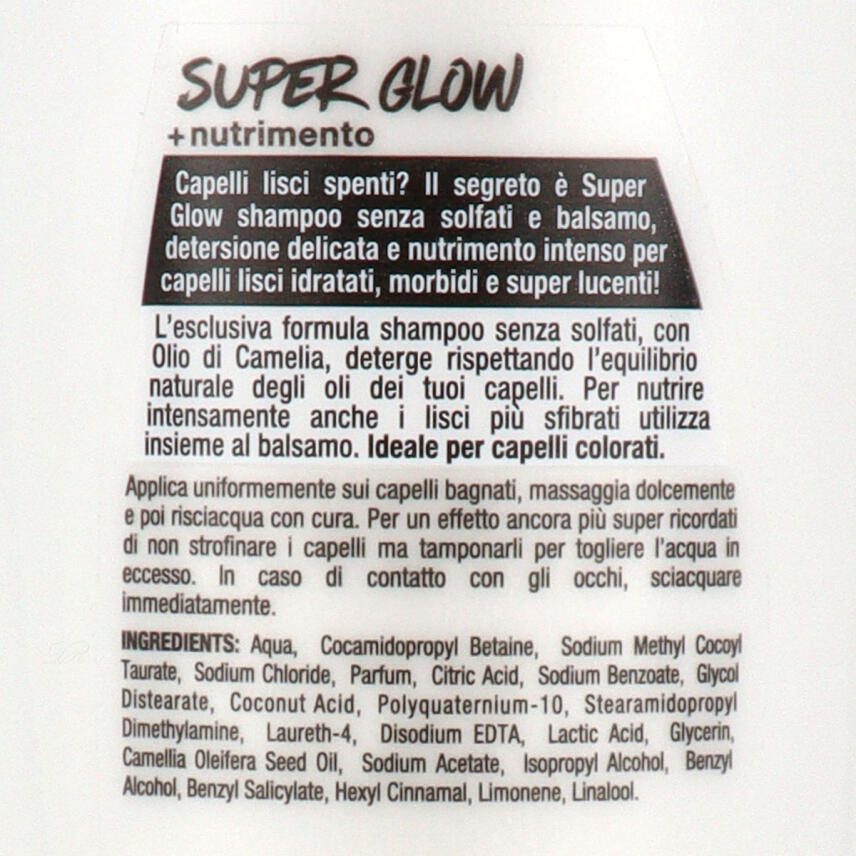 SUPER GLOW
+nutrimento
Capelli lisci spenti? Il segreto è Super
Glow shampoo senza solfati e balsamo,
detersione delicata e nutrimento intenso per
capelli lisci idratati, morbidi e super lucenti!
L'esclusiva formula shampoo senza solfati, con
Olio di Camelia, deterge rispettando l'equilibrio
naturale degli oli dei tuoi capelli. Per nutrire
intensamente anche i lisci più sfibrati utilizza
insieme al balsamo. Ideale per capelli colorati.
Applica uniformemente sui capelli bagnati, massaggia dolcemente
e poi risciacqua con cura. Per un effetto ancora più super ricordati
di non strofinare i capelli ma tamponarli per togliere l'acqua in
eccesso. In caso di contatto con gli occhi, sciacquare
immediatamente.
INGREDIENTS: Aqua, Cocamidopropyl Betaine, Sodium Methyl Cocoyl
Taurate, Sodium Chloride, Parfum, Citric Acid, Sodium Benzoate, Glycol
Distearate, Coconut Acid, Polyquaternium-10, Stearamidopropyl
Dimethylamine, Laureth-4, Disodium EDTA, Lactic Acid, Glycerin,
Camellia Oleifera Seed Oil, Sodium Acetate, Isopropyl Alcohol, Benzyl
Alcohol, Benzyl Salicylate, Hexyl Cinnamal, Limonene, Linalool.